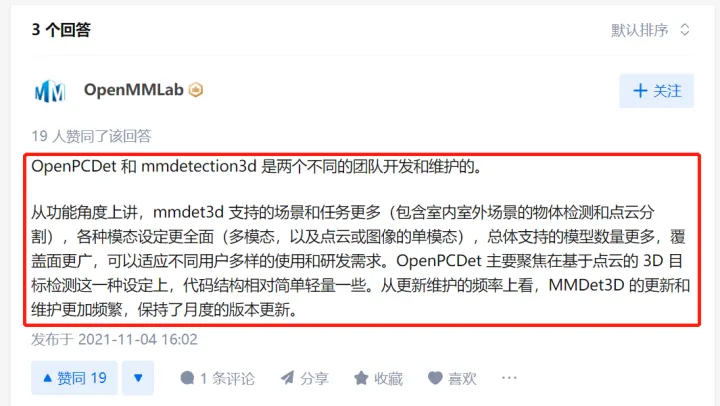 3 个回答
默认排序
OpenMMLab
关注
19 人赞同了该回答
OpenPCDet 和 mmdetection3d 是两个不同的团队开发和维护的。
从功能角度上讲，mmdet3d 支持的场景和任务更多（包含室内室外场景的物体检测和点云分
割），各种模态设定更全面（多模态，以及点云或图像的单模态），总体支持的模型数量更多，覆
盖面更广，可以适应不同用户多样的使用和研发需求。OpenPCDet 主要聚焦在基于点云的 3D 目
标检测这一种设定上，代码结构相对简单轻量一些。从更新维护的频率上看，MMDet3D 的更新和
维护更加频繁，保持了月度的版本更新。
发布于 2021-11-04 16:02
赞同 19
1 条评论
分享
收藏
喜欢